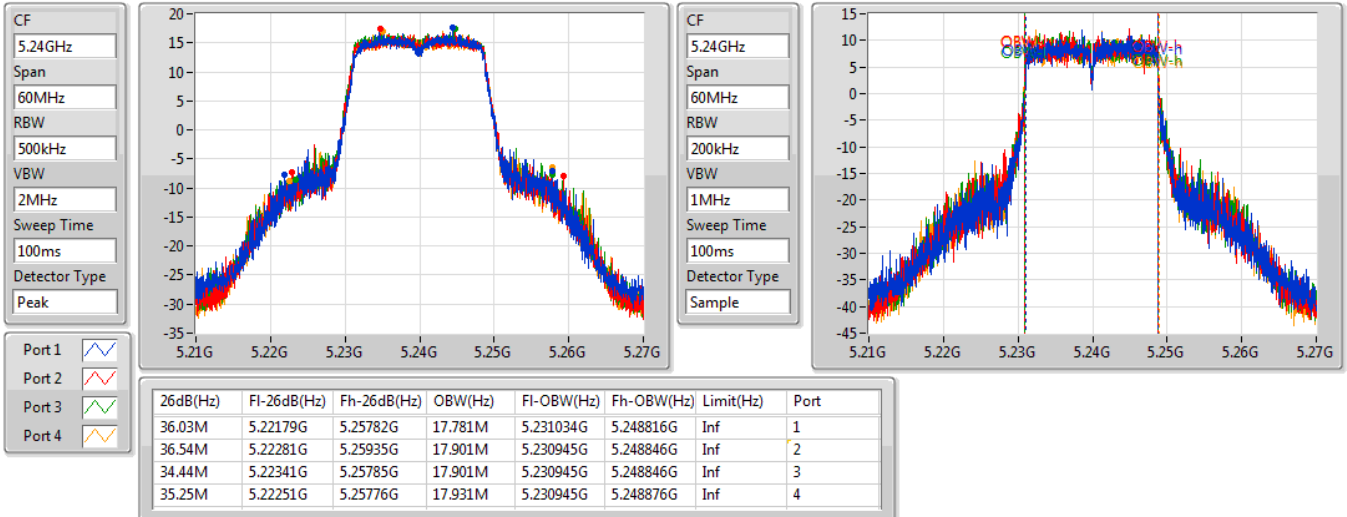 CF
5.24GHz
Span
60MHz
RBW
500kHz
VBW
2MHz
Sweep Time
100ms
Detector Type
Peak
20
15
10
5
0
-5
-10
-15
-20
-25
-30
-35
5.21G 5.22G 5.23G 5.24G 5.25G 5.26G 5.27G
CF
5.24GHz
Span
60MHz
RBW
200kHz
VBW
1MHz
Sweep Time
100ms
Detector Type
Sample
15
10
5
0
-5
-10
-15
-20
-25
-30
-35
-40
-45
5.21G 5.22G 5.23G 5.24G 5.25G 5.26G 5.27G
Port 1
Port 2
Port 3
Port 4
26dB(Hz) Fl-26dB(Hz) Fh-26dB(Hz) OBW(Hz) Fl-OBW(Hz) Fh-OBW(Hz) Limit(Hz) Port
36.03M 5.22179G 5.25782G 17.781M 5.231034G 5.248816G Inf 1
36.54M 5.22281G 5.25935G 17.901M 5.230945G 5.248846G Inf 2
34.44M 5.22341G 5.25785G 17.901M 5.230945G 5.248846G Inf 3
35.25M 5.22251G 5.25776G 17.931M 5.230945G 5.248876G Inf 4